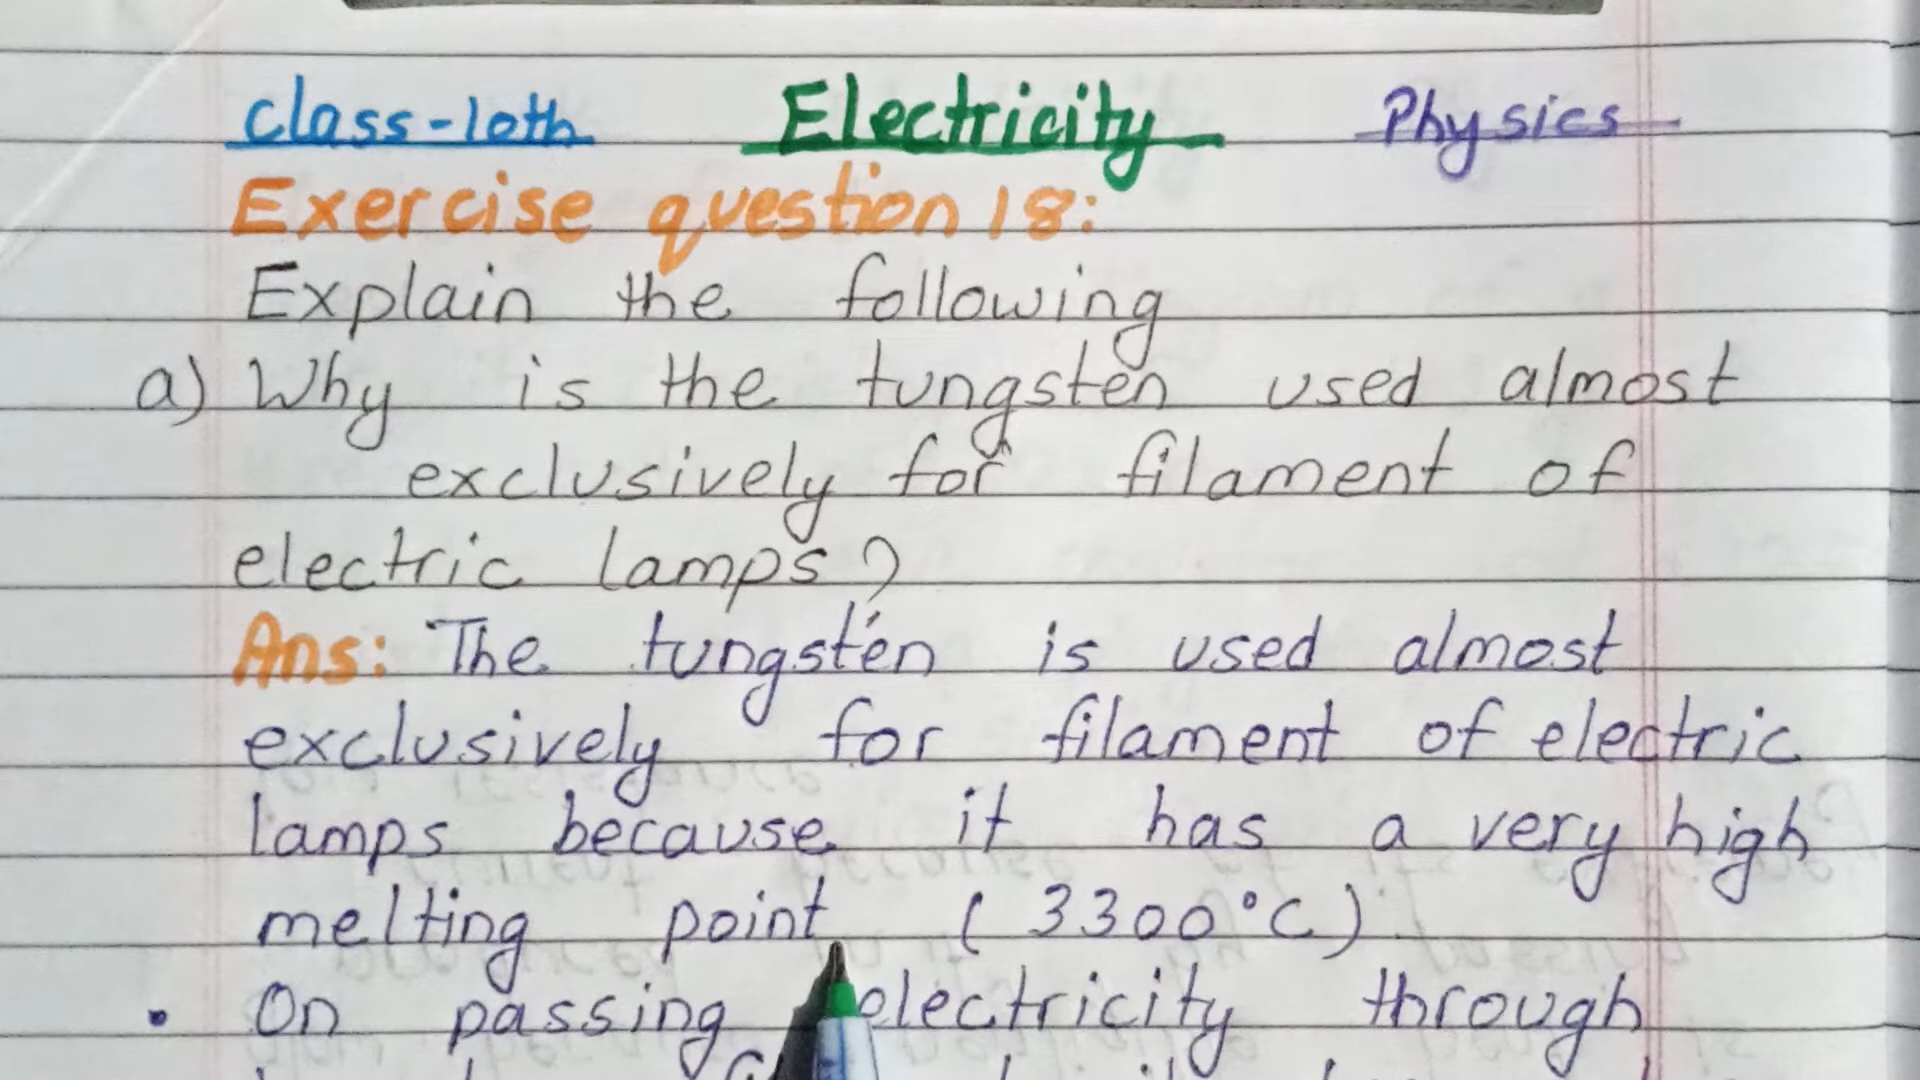 class-10th Electricity Physics
Exercise question 18:
Explain the following
a) Why is the tungsten used almost
exclusively for filament of
electric lamps?
Ans: The tungsten is used almost
exclusively for filament of electric
lamps because it has a very high
melting point (3300°C).
• On passing electricity through